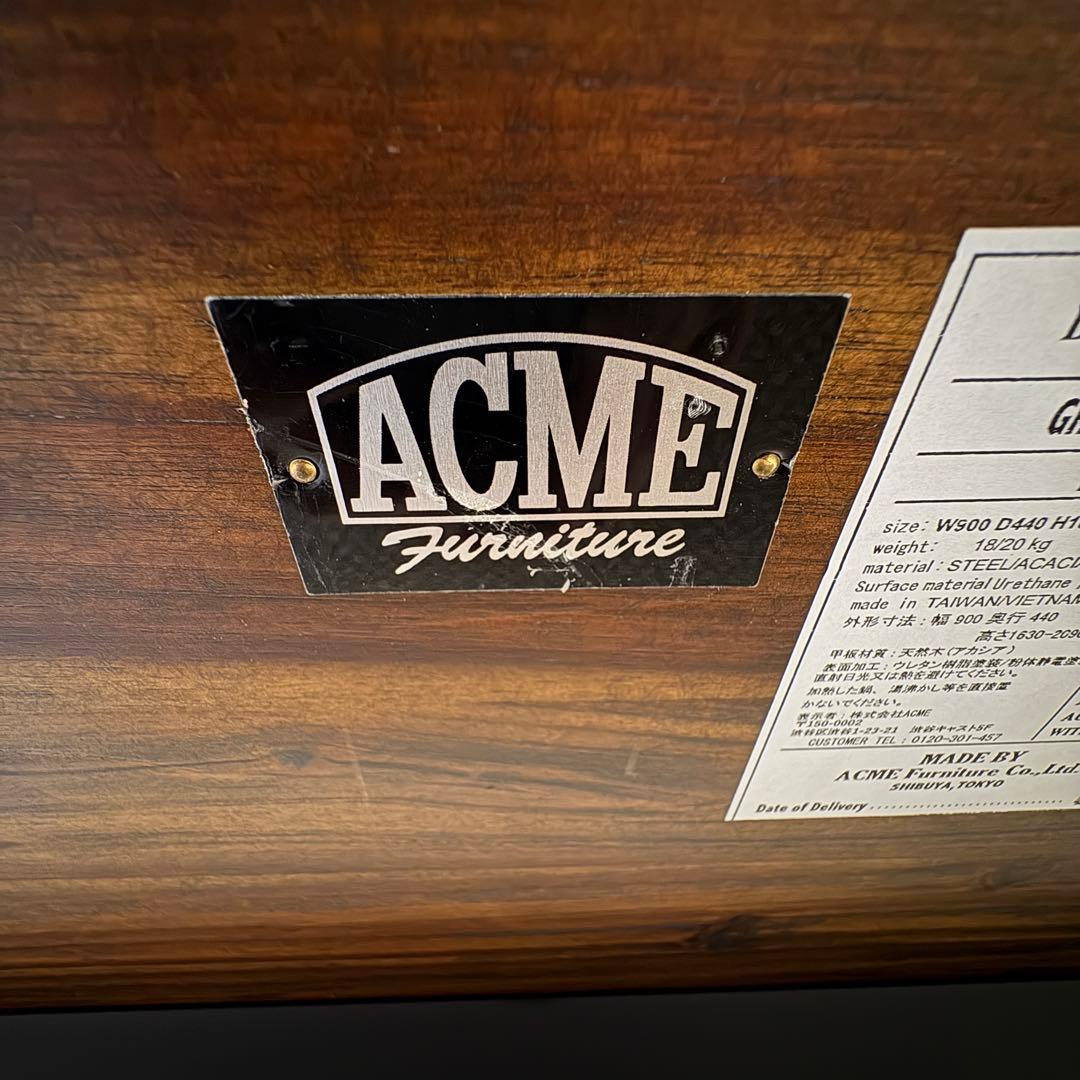 ACME
Furniture
size: W900 D440
weight: 18/20 kg
material: STEEL/
Surface material Urethane
made in TAIWAN/VIETNAM
外形寸法:幅 900 奥行 440
高さ1630-
甲板材質:天然木(アカシア)
表面加工:ウレタン樹脂塗装/粉体静電塗
直射日光又は熱を避けてください。
加熱した鍋、湯沸かし等を直接置
かないでください。
表示者:株式会社ACME
〒150-0002
渋谷区渋谷1-23-21 渋谷キャスト5F
CUSTOMER TEL : 0120-301-457
MADE BY
ACME Furniture Co.,Ltd.
SHIBUYA, TOKYO
Date of Delivery